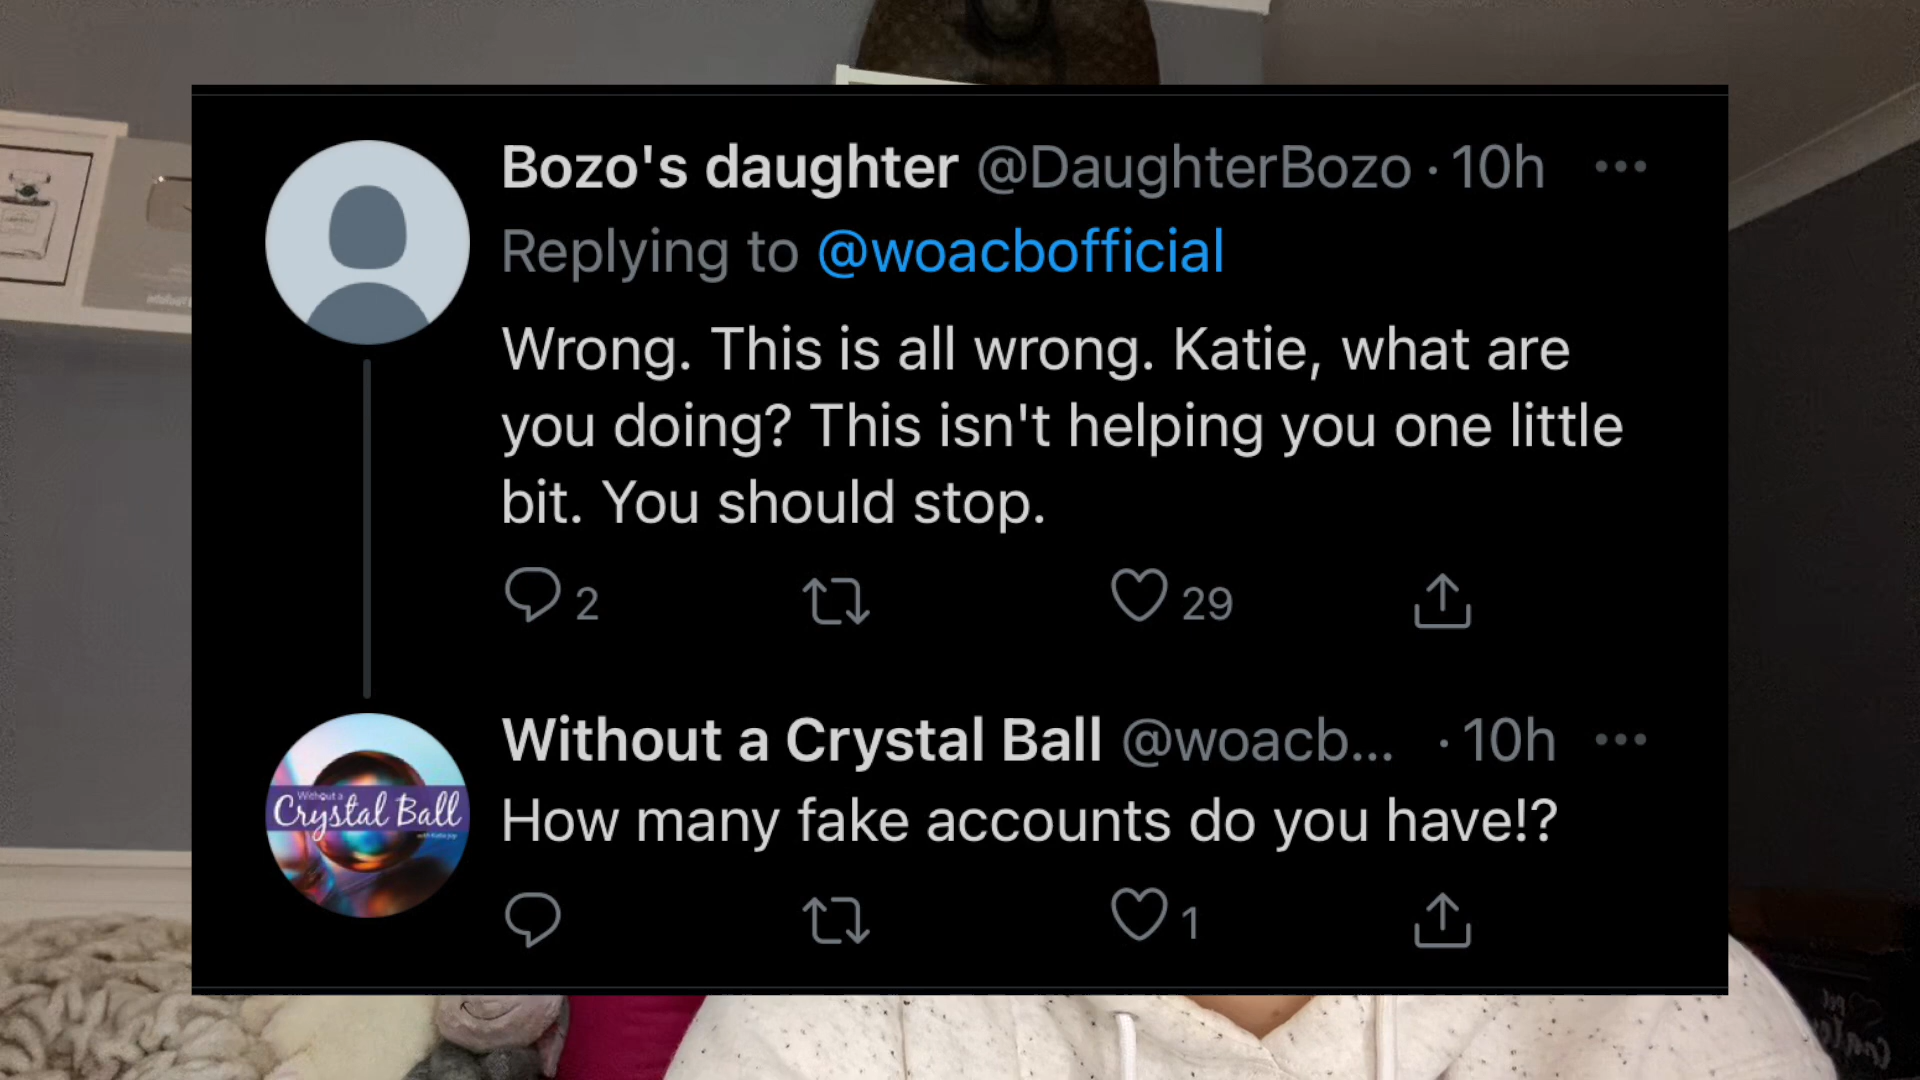 Bozo's daughter @DaughterBozo · 10h
Replying to @woacbofficial
Wrong. This is all wrong. Katie, what are
you doing? This isn't helping you one little
bit. You should stop.
2 29
Without a Crystal Ball @woacb... · 10h
Without a
Crystal Ball
How many fake accounts do you have!?
1